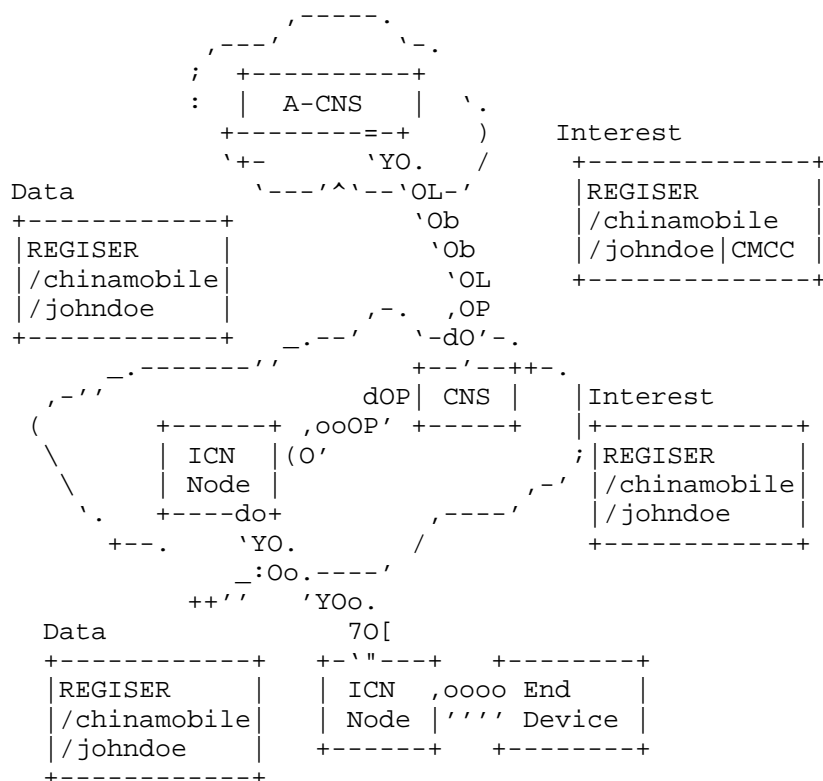 A-CNS
Interest
REGISER
/chinamobile
/johndoe|CMCC
Data
REGISER
/chinamobile
/johndoe
CNS
Interest
REGISER
/chinamobile
/johndoe
ICN
Node
Data
REGISER
/chinamobile
/johndoe
ICN
Node
End
Device